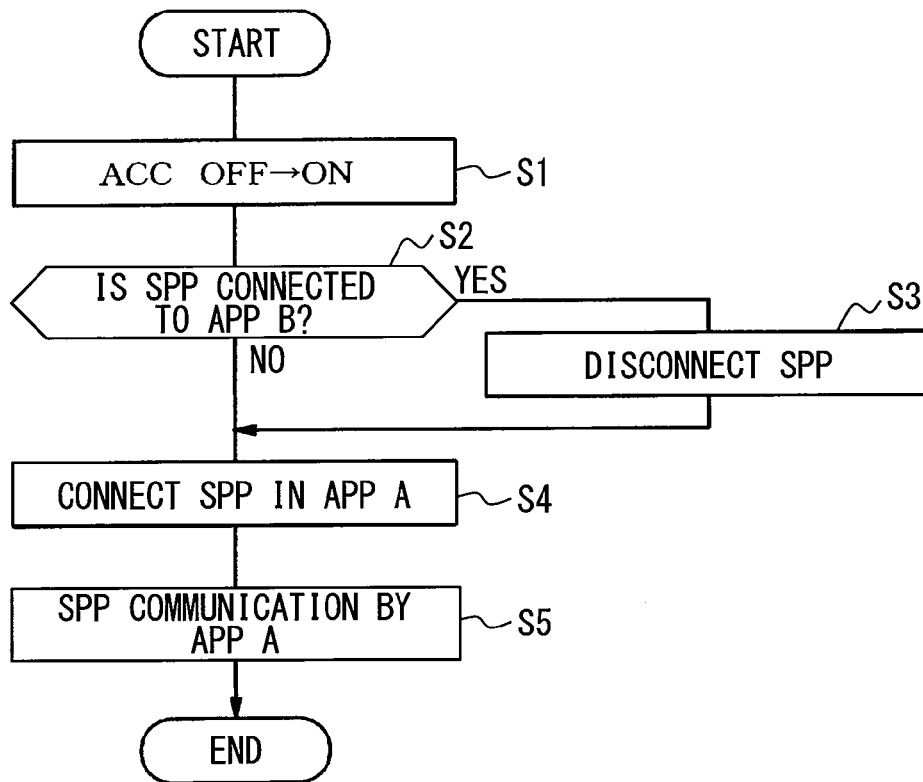 START
ACC OFF→ON
S1
S2
IS SPP CONNECTED
TO APP B?
YES
NO
S3
DISCONNECT SPP
CONNECT SPP IN APP A
S4
SPP COMMUNICATION BY
APP A
S5
END